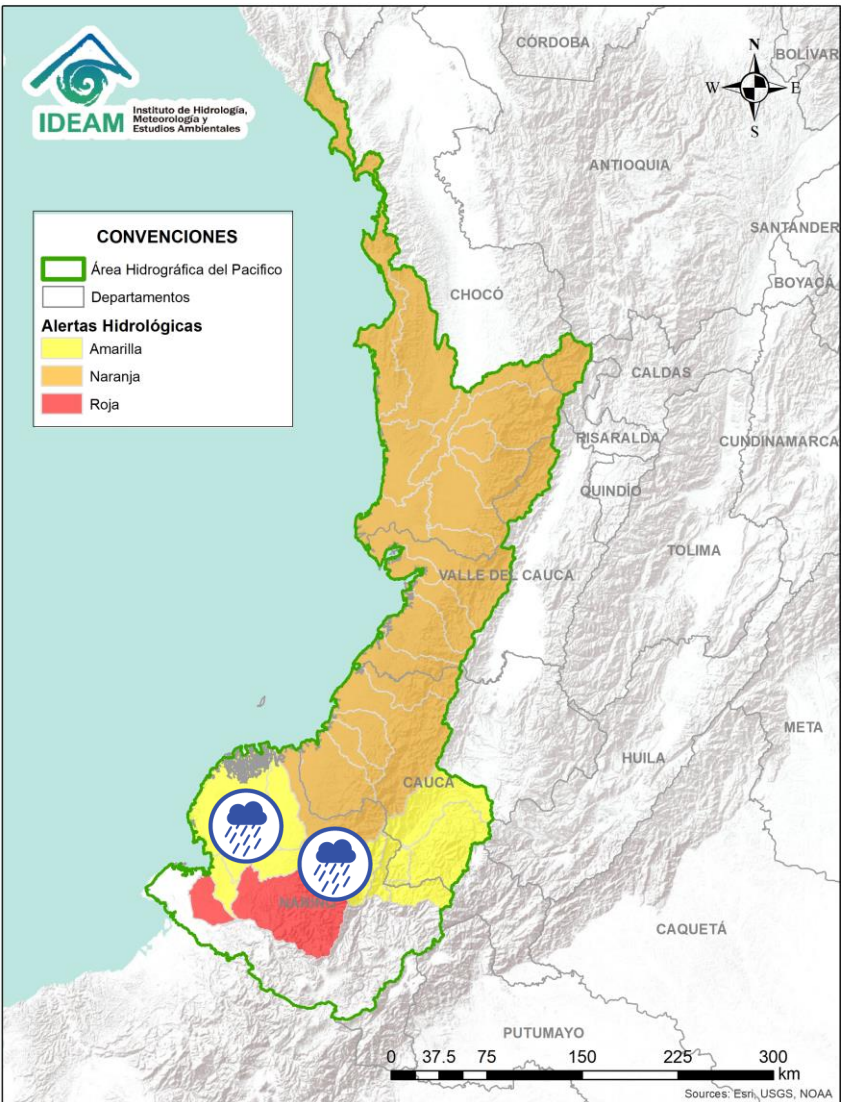 IDEAM
Instituto de Hidrología,
Meteorología y
Estudios Ambientales
CÓRDOBA
BOLÍVAR
N
W
E
S
ANTIOQUIA
SANTANDER
BOYACÁ
CONVENCIONES
Área Hidrográfica del Pacifico
Departamentos
Alertas Hidrológicas
Amarilla
Naranja
Roja
CHOCÓ
CALDAS
RISARALDA
CUNDINAMARCA
QUINDÍO
TOLIMA
VALLE DEL CAUCA
META
HUILA
CAUCA
NARIÑO
CAQUETÁ
PUTUMAYO
0 37.5 75 150 225 300
km
Sources: Esri, USGS, NOAA